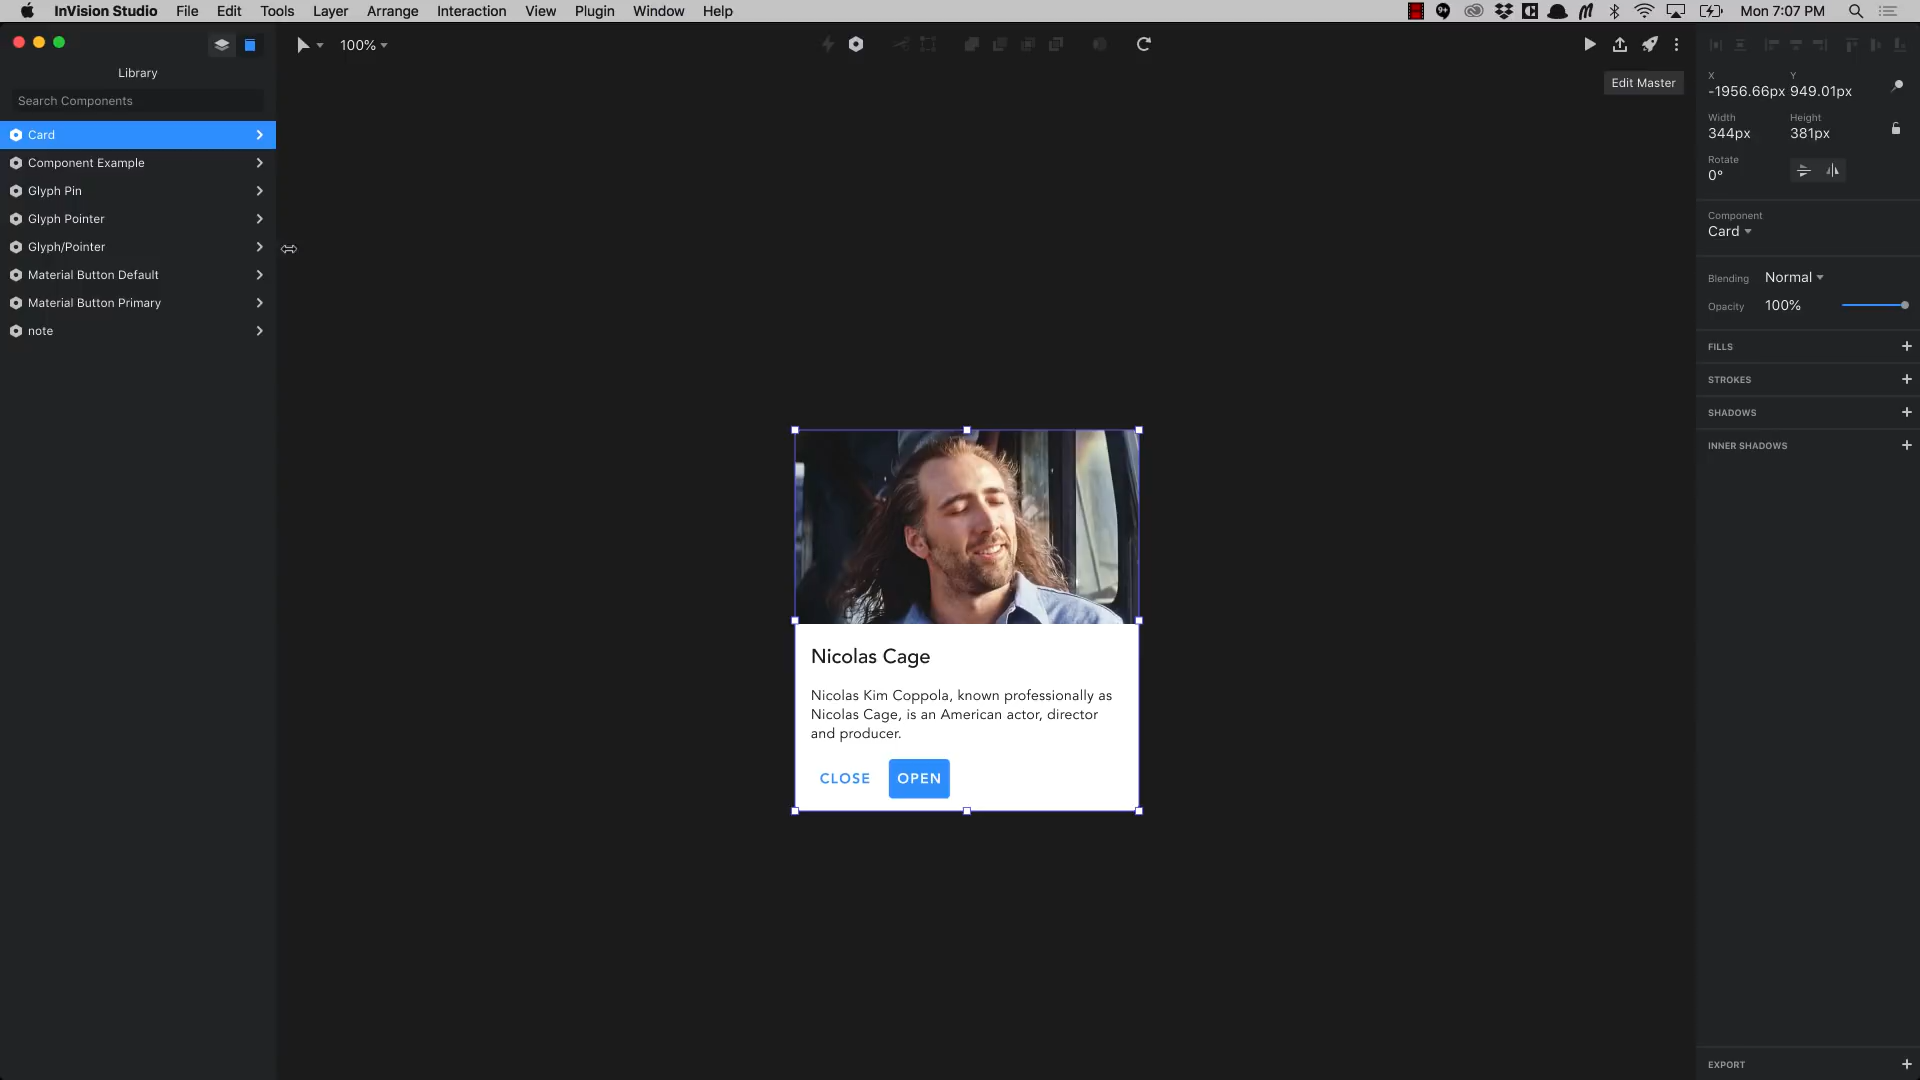 InVision Studio File Edit Tools Layer Arrange Interaction View Plugin Window Help
Mon 7:07 PM
100%
Library
Search Components
Card
Component Example
Glyph Pin
Glyph Pointer
Glyph/Pointer
Material Button Default
Material Button Primary
note
Edit Master
Nicolas Cage
Nicolas Kim Coppola, known professionally as
Nicolas Cage, is an American actor, director
and producer.
CLOSE OPEN
X Y
-1956.66px 949.01px
Width Height
344px 381px
Rotate
0°
Component
Card
Blending Normal
Opacity 100%
FILLS
STROKES
SHADOWS
INNER SHADOWS
EXPORT